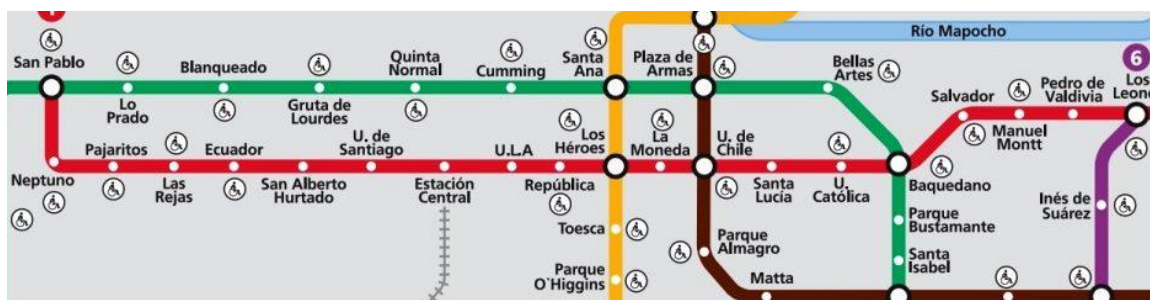 Río Mapocho
San Pablo
Lo
Prado
Blanqueado
Gruta de
Lourdes
Quinta
Normal
Cumming
Santa
Ana
Plaza de
Armas
Bellas
Artes
Salvador
Manuel
Montt
Pedro de
Valdivia
6
Los
Leone
Neptuno
Pajaritos
Las
Rejas
Ecuador
San Alberto
Hurtado
U. de
Santiago
Estación
Central
U.L.A
República
Los
Héroes
La
Moneda
U. de
Chile
Santa
Lucía
U.
Católica
Baquedano
Parque
Bustamante
Santa
Isabel
Inés de
Suárez
Toesca
Parque
O`Higgins
Parque
Almagro
Matta